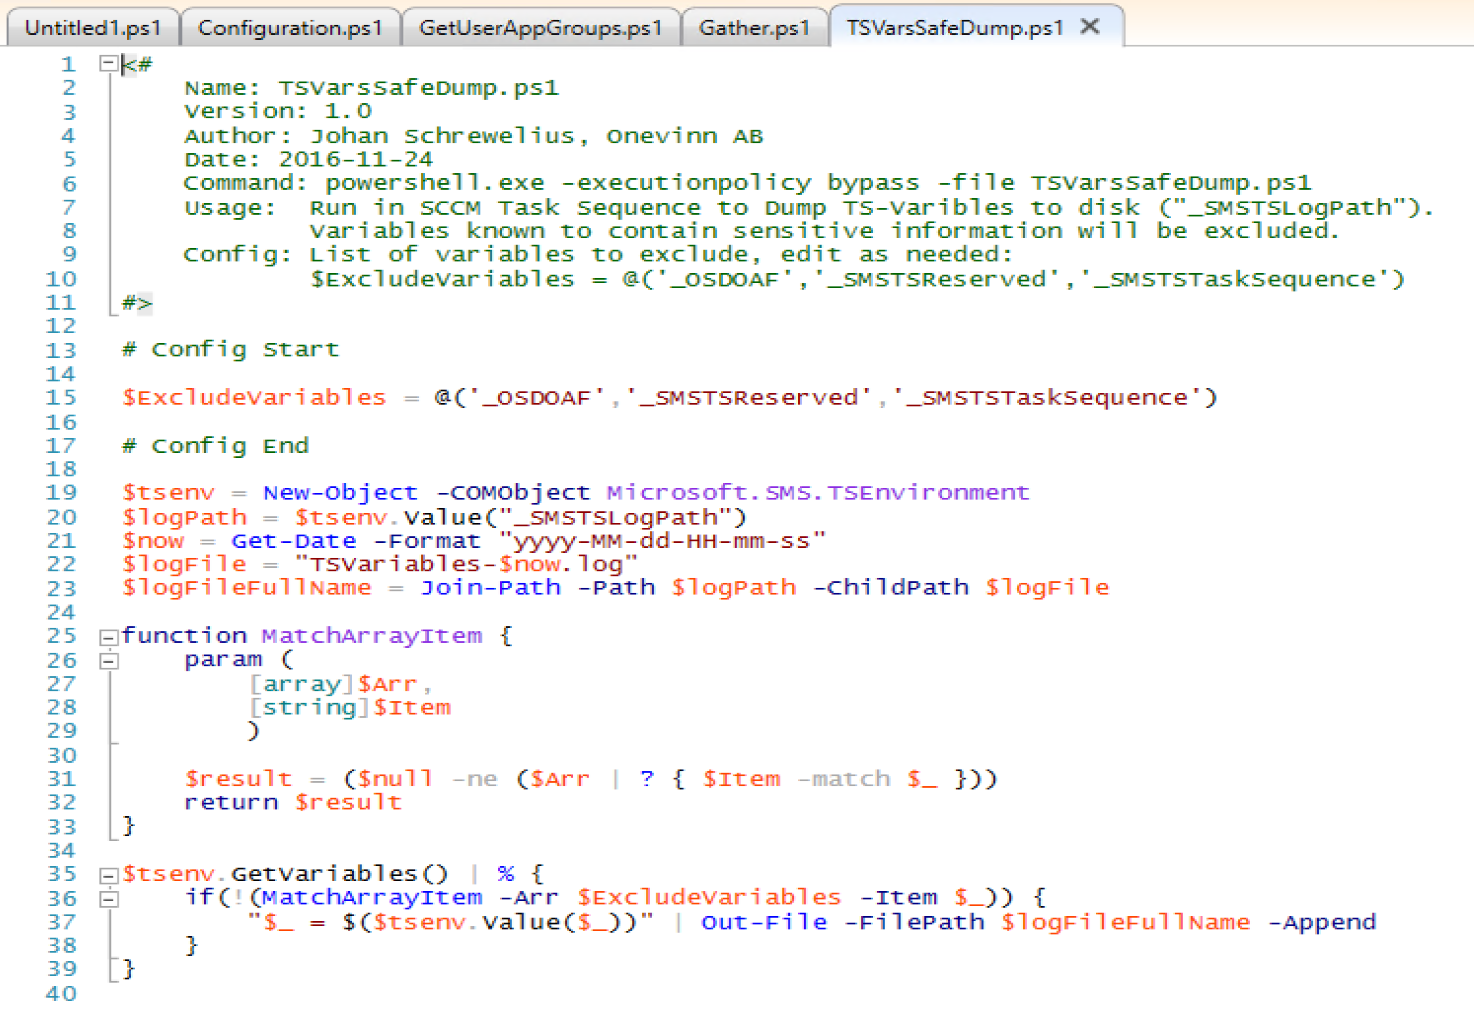 Untitled1.ps1 Configuration.ps1 GetUserAppGroups.ps1 Gather.ps1 TSVarsSafeDump.ps1 X
1 <#
2 Name: TSVarsSafeDump.ps1
3 Version: 1.0
4 Author: Johan Schrewelius, Onevinn AB
5 Date: 2016-11-24
6 Command: powershell.exe -executionpolicy bypass -file TSVarsSafeDump.ps1
7 Usage: Run in SCCM Task Sequence to Dump TS-Varibles to disk ("_SMSTSLogPath").
8 Variables known to contain sensitive information will be excluded.
9 Config: List of variables to exclude, edit as needed:
10 $ExcludeVariables = @('_OSDOAF','_SMSTSReserved','_SMSTSTaskSequence')
11 #>
12
13 # Config Start
14
15 $ExcludeVariables = @('_OSDOAF','_SMSTSReserved','_SMSTSTaskSequence')
16
17 # Config End
18
19 $tsenv = New-Object -COMObject Microsoft.SMS.TSEnvironment
20 $logPath = $tsenv.Value("_SMSTSLogPath")
21 $now = Get-Date -Format "yyyy-MM-dd-HH-mm-ss"
22 $logFile = "TSVariables-$now.log"
23 $logFileFullName = Join-Path -Path $logPath -ChildPath $logFile
24
25 function MatchArrayItem {
26 param (
27 [array]$Arr,
28 [string]$Item
29 )
30
31 $result = ($null -ne ($Arr | ? { $Item -match $_ }))
32 return $result
33 }
34
35 $tsenv.GetVariables() | % {
36 if(!(MatchArrayItem -Arr $ExcludeVariables -Item $_)) {
37 "$_ = $($tsenv.Value($_))" | Out-File -FilePath $logFileFullName -Append
38 }
39 }
40